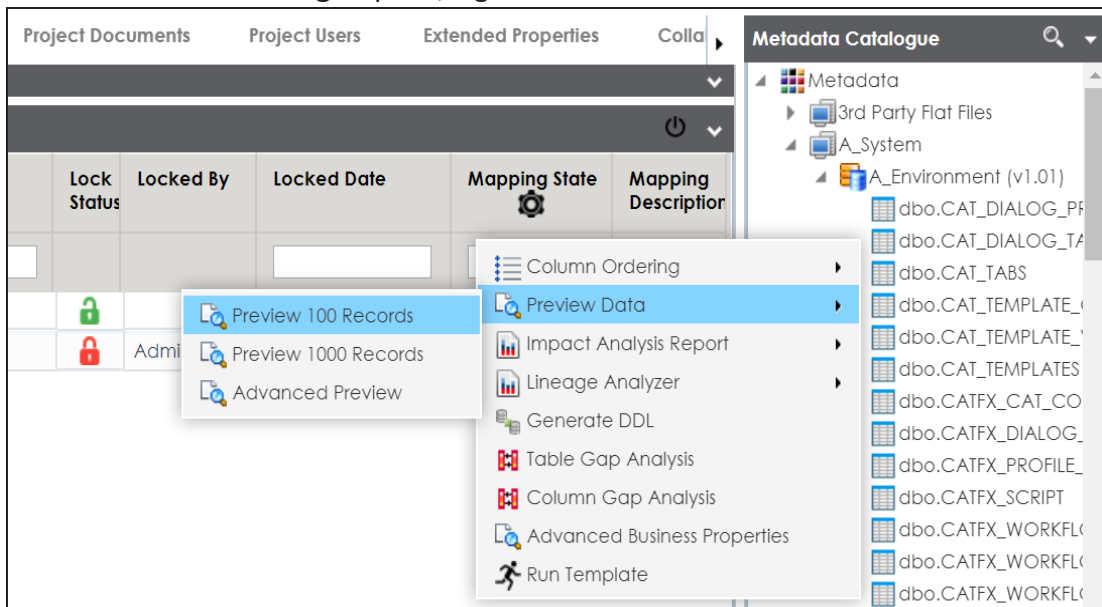 Project Documents Project Users Extended Properties Colla
Metadata Catalogue
Metadata
3rd Party Flat Files
A_System
A_Environment (v1.01)
dbo.CAT_DIALOG_PR
dbo.CAT_DIALOG_TA
dbo.CAT_TABS
dbo.CAT_TEMPLATE_
dbo.CAT_TEMPLATE_
dbo.CAT_TEMPLATES
dbo.CATFX_CAT_CO
dbo.CATFX_DIALOG_
dbo.CATFX_PROFILE_
dbo.CATFX_SCRIPT
dbo.CATFX_WORKFL
dbo.CATFX_WORKFL
dbo.CATFX_WORKFL
Lock Locked By Locked Date Mapping State Mapping
Status Description
Admi
Column Ordering
Preview Data
Impact Analysis Report
Lineage Analyzer
Generate DDL
Table Gap Analysis
Column Gap Analysis
Advanced Business Properties
Run Template
Preview 100 Records
Preview 1000 Records
Advanced Preview